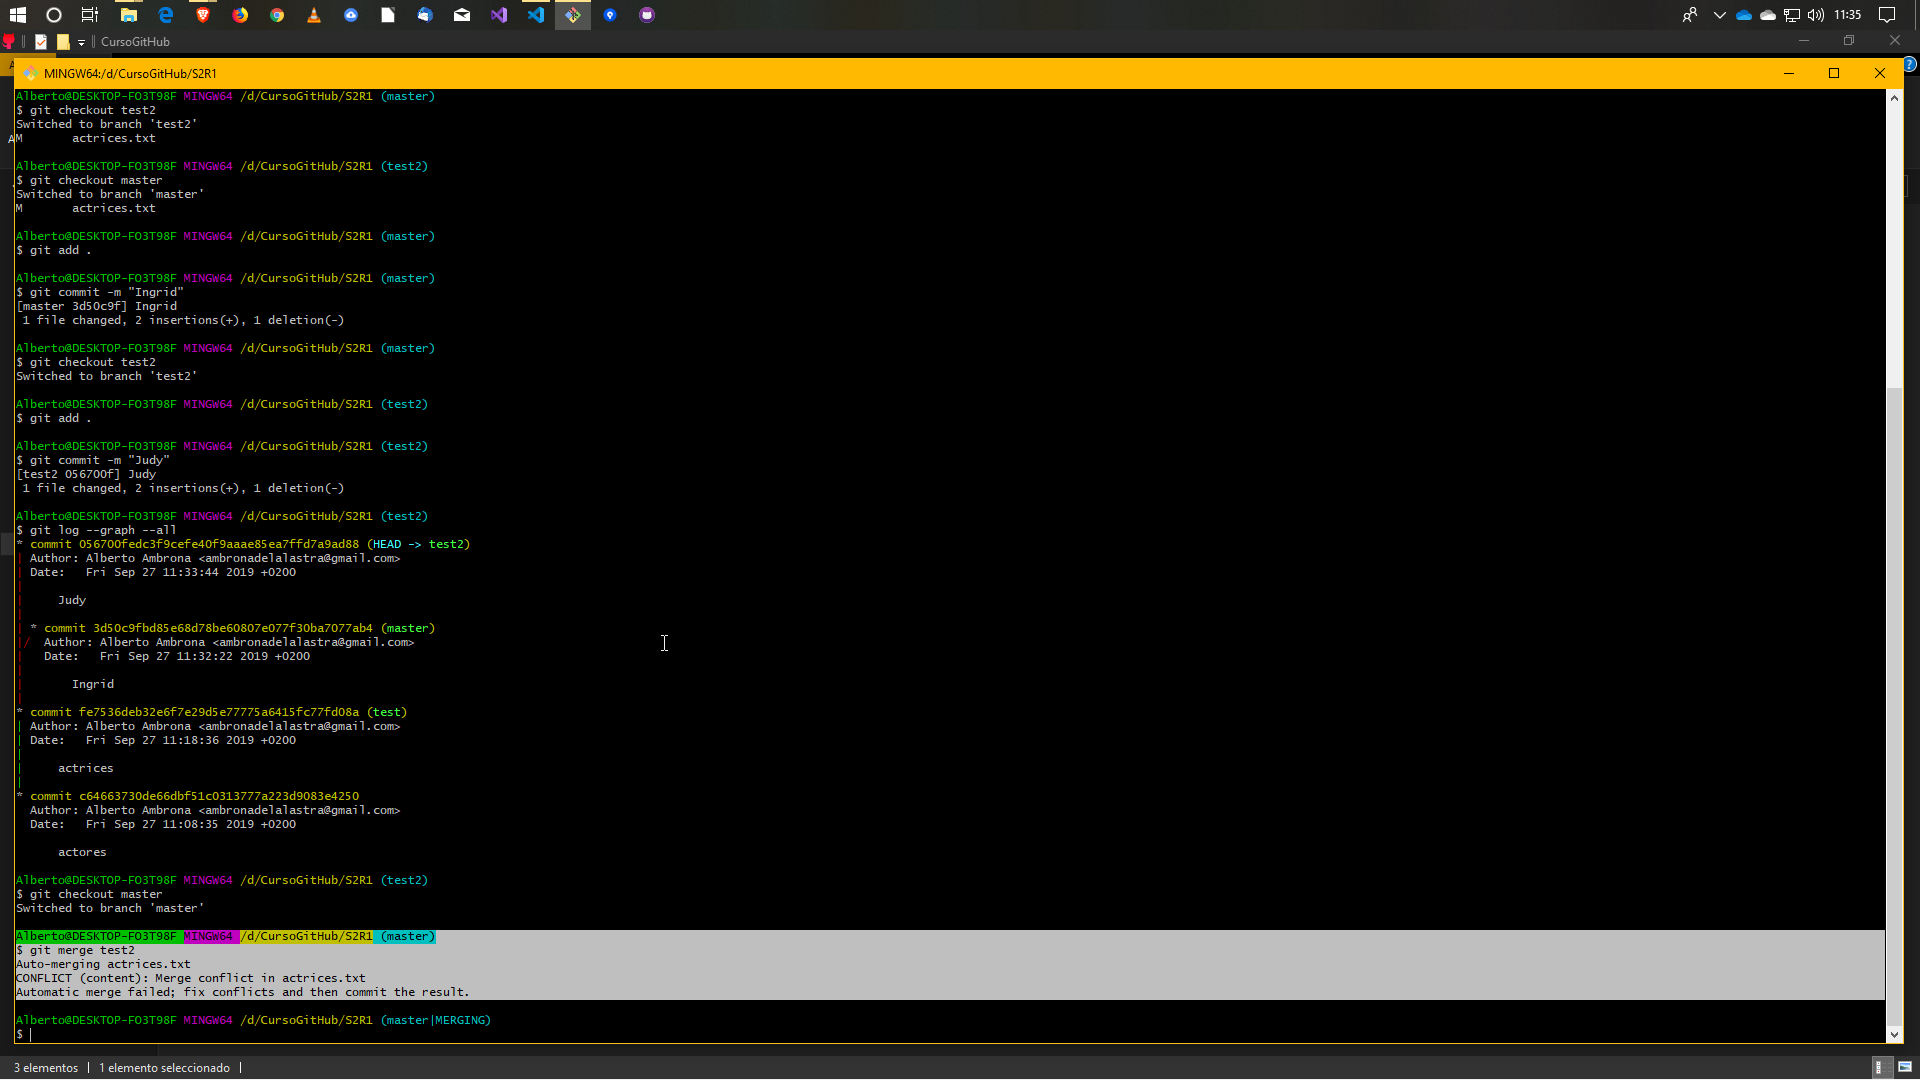 11:35
CursoGitHub
MINGW64:/d/CursoGitHub/S2R1
Alberto@DESKTOP-FO3T98F MINGW64 /d/CursoGitHub/S2R1 (master)
$ git checkout test2
Switched to branch 'test2'
M       actrices.txt
Alberto@DESKTOP-FO3T98F MINGW64 /d/CursoGitHub/S2R1 (test2)
$ git checkout master
Switched to branch 'master'
M       actrices.txt
Alberto@DESKTOP-FO3T98F MINGW64 /d/CursoGitHub/S2R1 (master)
$ git add .
Alberto@DESKTOP-FO3T98F MINGW64 /d/CursoGitHub/S2R1 (master)
$ git commit -m "Ingrid"
[master 3d50c9f] Ingrid
 1 file changed, 2 insertions(+), 1 deletion(-)
Alberto@DESKTOP-FO3T98F MINGW64 /d/CursoGitHub/S2R1 (master)
$ git checkout test2
Switched to branch 'test2'
Alberto@DESKTOP-FO3T98F MINGW64 /d/CursoGitHub/S2R1 (test2)
$ git add .
Alberto@DESKTOP-FO3T98F MINGW64 /d/CursoGitHub/S2R1 (test2)
$ git commit -m "Judy"
[test2 056700f] Judy
 1 file changed, 2 insertions(+), 1 deletion(-)
Alberto@DESKTOP-FO3T98F MINGW64 /d/CursoGitHub/S2R1 (test2)
$ git log --graph --all
* commit 056700fedc3f9cefe40f9aaae85ea7ffd7a9ad88 (HEAD -> test2)
| Author: Alberto Ambrona <ambronadelalastra@gmail.com>
| Date:   Fri Sep 27 11:33:44 2019 +0200
|
|     Judy
|
| * commit 3d50c9fbd85e68d78be60807e077f30ba7077ab4 (master)
|/  Author: Alberto Ambrona <ambronadelalastra@gmail.com>
|   Date:   Fri Sep 27 11:32:22 2019 +0200
|
|       Ingrid
|
* commit fe7536deb32e6f7e29d5e77775a6415fc77fd08a (test)
| Author: Alberto Ambrona <ambronadelalastra@gmail.com>
| Date:   Fri Sep 27 11:18:36 2019 +0200
|
|     actrices
|
* commit c64663730de66dbf51c0313777a223d9083e4250
  Author: Alberto Ambrona <ambronadelalastra@gmail.com>
  Date:   Fri Sep 27 11:08:35 2019 +0200
      actores
Alberto@DESKTOP-FO3T98F MINGW64 /d/CursoGitHub/S2R1 (test2)
$ git checkout master
Switched to branch 'master'
Alberto@DESKTOP-FO3T98F MINGW64 /d/CursoGitHub/S2R1 (master)
$ git merge test2
Auto-merging actrices.txt
CONFLICT (content): Merge conflict in actrices.txt
Automatic merge failed; fix conflicts and then commit the result.
Alberto@DESKTOP-FO3T98F MINGW64 /d/CursoGitHub/S2R1 (master|MERGING)
$
3 elementos | 1 elemento seleccionado |